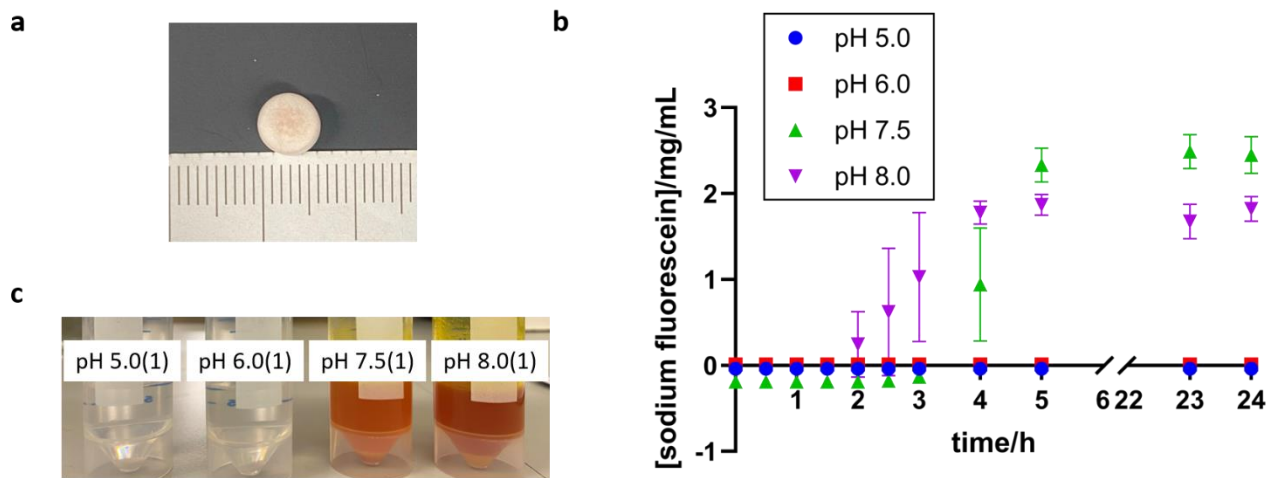 a
b
c
pH 5.0
pH 6.0
pH 7.5
pH 8.0
[sodium fluorescein]/mg/mL
3
2
1
0
-1
1 2 3 4 5 6 22 23 24
time/h
pH 5.0(1) pH 6.0(1) pH 7.5(1) pH 8.0(1)